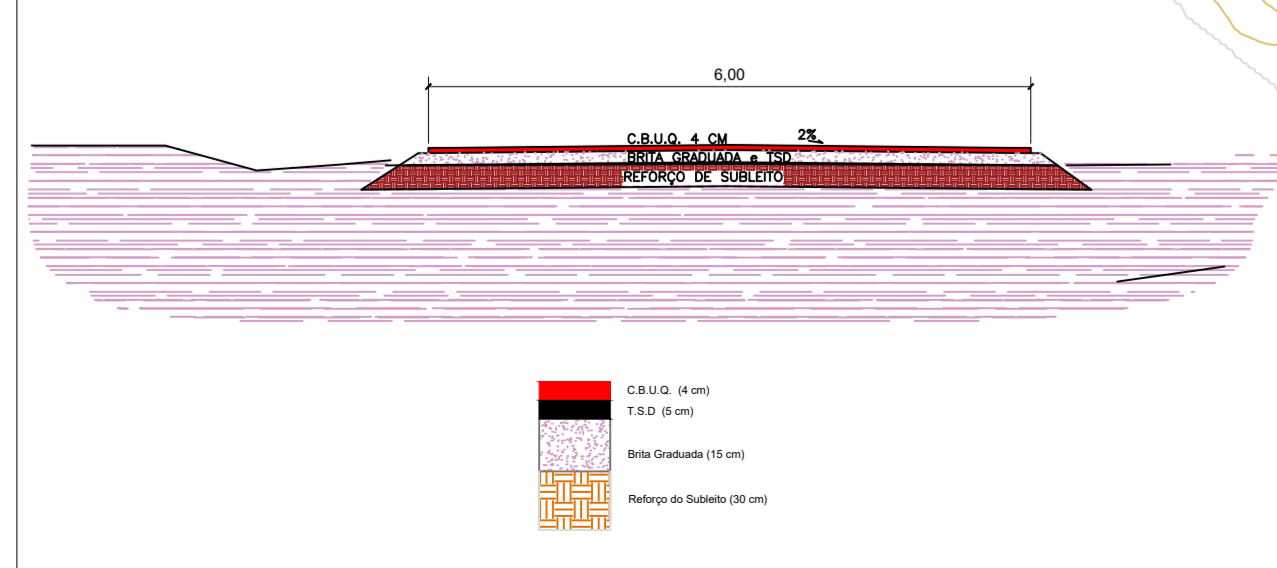 6,00
C.B.U.Q. 4 CM 2%
BRITA GRADUADA e TSD
REFORÇO DE SUBLEITO
C.B.U.Q. (4 cm)
T.S.D (5 cm)
Brita Graduada (15 cm)
Reforço do Subleito (30 cm)